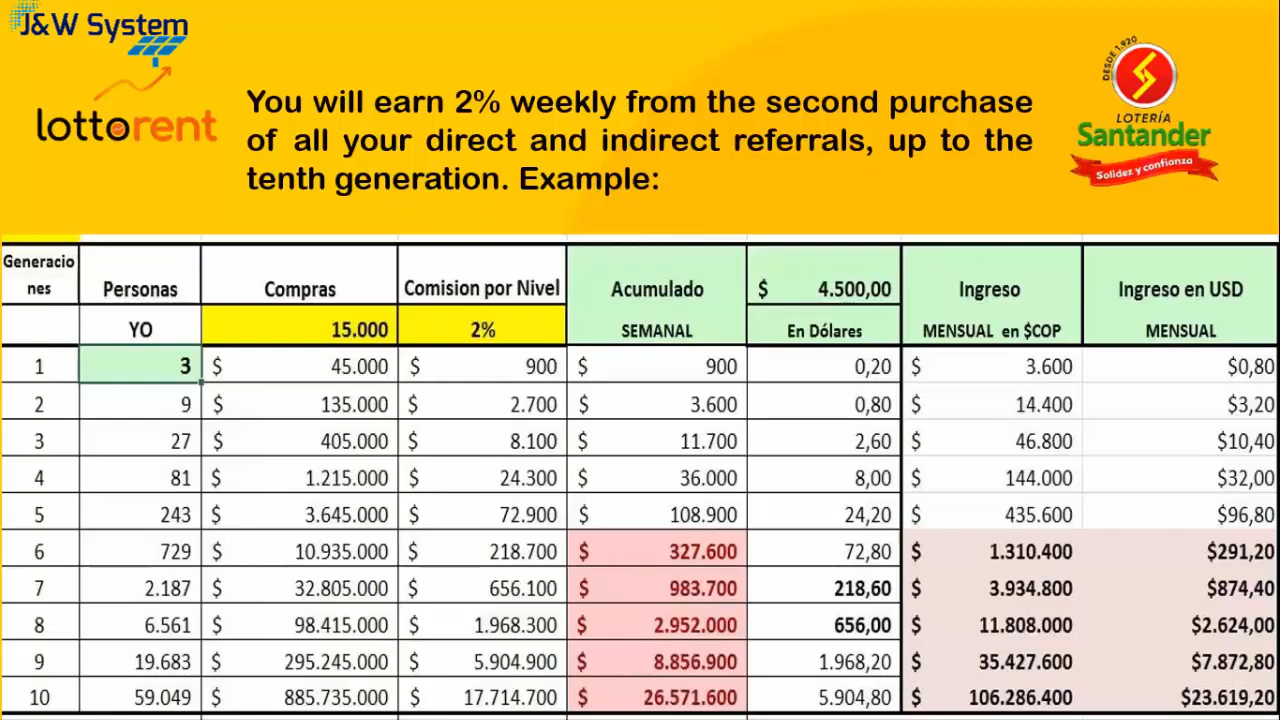 J&W System
lottorent
You will earn 2% weekly from the second purchase
of all your direct and indirect referrals, up to the
tenth generation. Example:
DESDE 1.920
LOTERÍA
Santander
Solidez y confianza
Generacio
nes
Personas
Compras
Comision por Nivel
Acumulado
$ 4.500,00
Ingreso
Ingreso en USD
YO
15.000
2%
SEMANAL
En Dólares
MENSUAL en $COP
MENSUAL
1 3 $ 45.000 $ 900 $ 900 0,20 $ 3.600 $0,80
2 9 $ 135.000 $ 2.700 $ 3.600 0,80 $ 14.400 $3,20
3 27 $ 405.000 $ 8.100 $ 11.700 2,60 $ 46.800 $10,40
4 81 $ 1.215.000 $ 24.300 $ 36.000 8,00 $ 144.000 $32,00
5 243 $ 3.645.000 $ 72.900 $ 108.900 24,20 $ 435.600 $96,80
6 729 $ 10.935.000 $ 218.700 $ 327.600 72,80 $ 1.310.400 $291,20
7 2.187 $ 32.805.000 $ 656.100 $ 983.700 218,60 $ 3.934.800 $874,40
8 6.561 $ 98.415.000 $ 1.968.300 $ 2.952.000 656,00 $ 11.808.000 $2.624,00
9 19.683 $ 295.245.000 $ 5.904.900 $ 8.856.900 1.968,20 $ 35.427.600 $7.872,80
10 59.049 $ 885.735.000 $ 17.714.700 $ 26.571.600 5.904,80 $ 106.286.400 $23.619,20